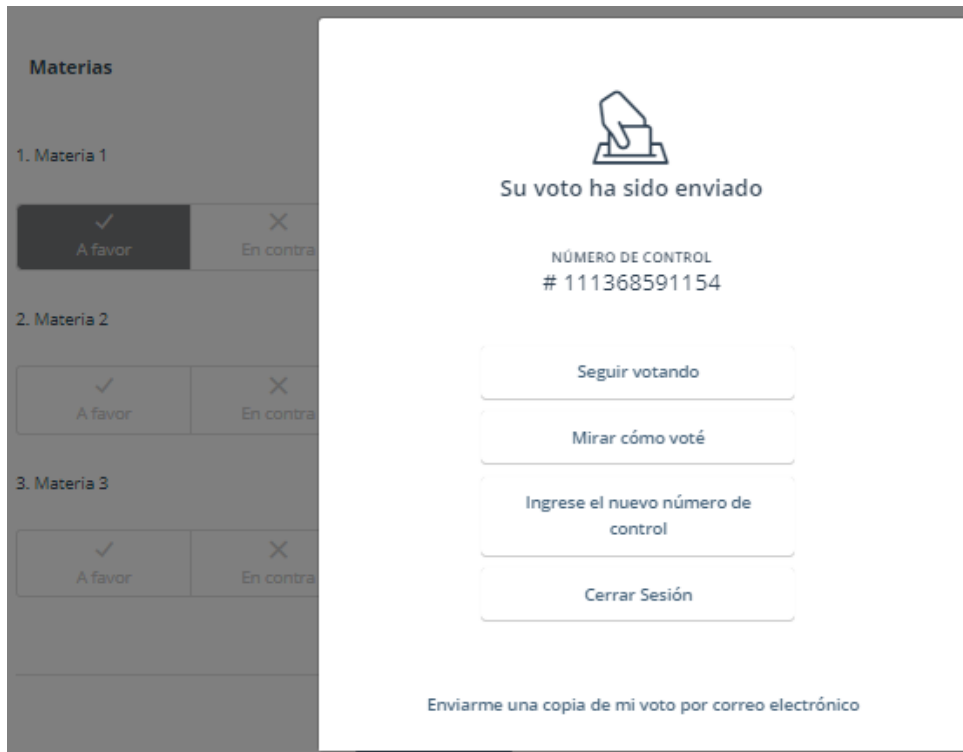 Materias
1. Materia 1
A favor
En contra
2. Materia 2
A favor
En contra
3. Materia 3
A favor
En contra
Su voto ha sido enviado
NÚMERO DE CONTROL
# 111368591154
Seguir votando
Mirar cómo voté
Ingrese el nuevo número de
control
Cerrar Sesión
Enviarme una copia de mi voto por correo electrónico